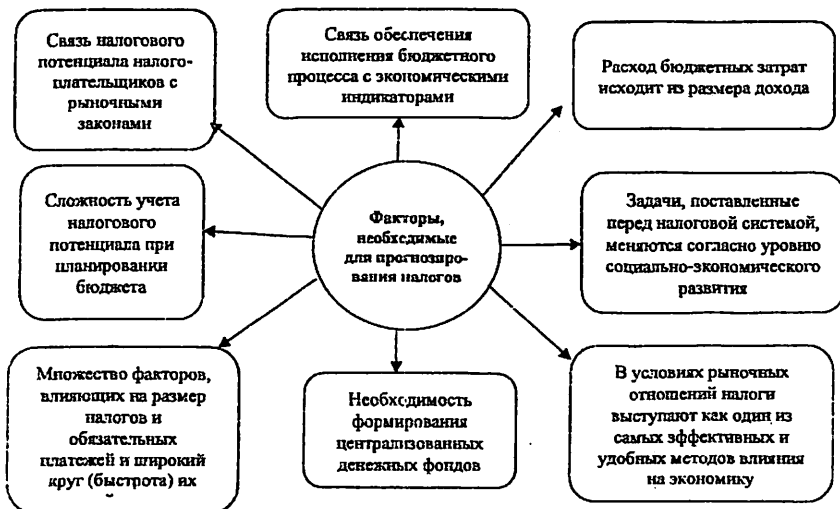 Связь налогового
потенциала налого-
плательщиков с
рыночными
законами
Связь обеспечения
исполнения бюджетного
процесса с экономическими
индикаторами
Расход бюджетных затрат
исходит из размера дохода
Сложность учета
налогового
потенциала при
планировании
бюджета
Факторы,
необходимые
для прогнозиро-
вания налогов
Задачи, поставленные
перед налоговой системой,
меняются согласно уровню
социально-экономического
развития
Множество факторов,
влияющих на размер
налогов и
обязательных
платежей и широкий
круг (быстрота) их
Необходимость
формирования
централизованных
денежных фондов
В условиях рыночных
отношений налоги
выступают как один из
самых эффективных и
удобных методов влияния
на экономику